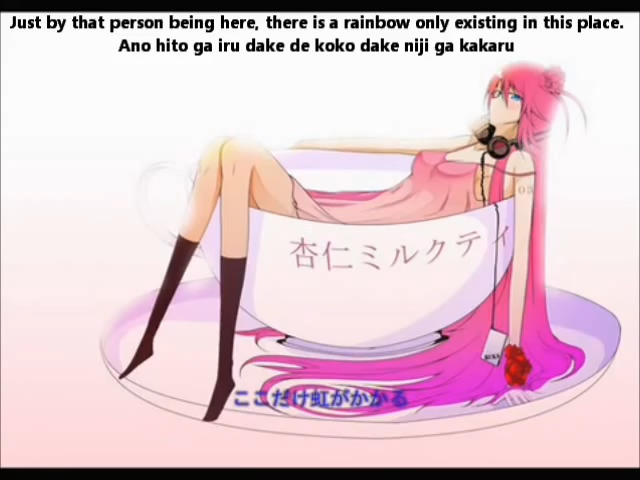 Just by that person being here, there is a rainbow only existing in this place.
Ano hito ga iru dake de koko dake niji ga kakaru
03
杏仁ミルクティ
ここだけ虹がかかる